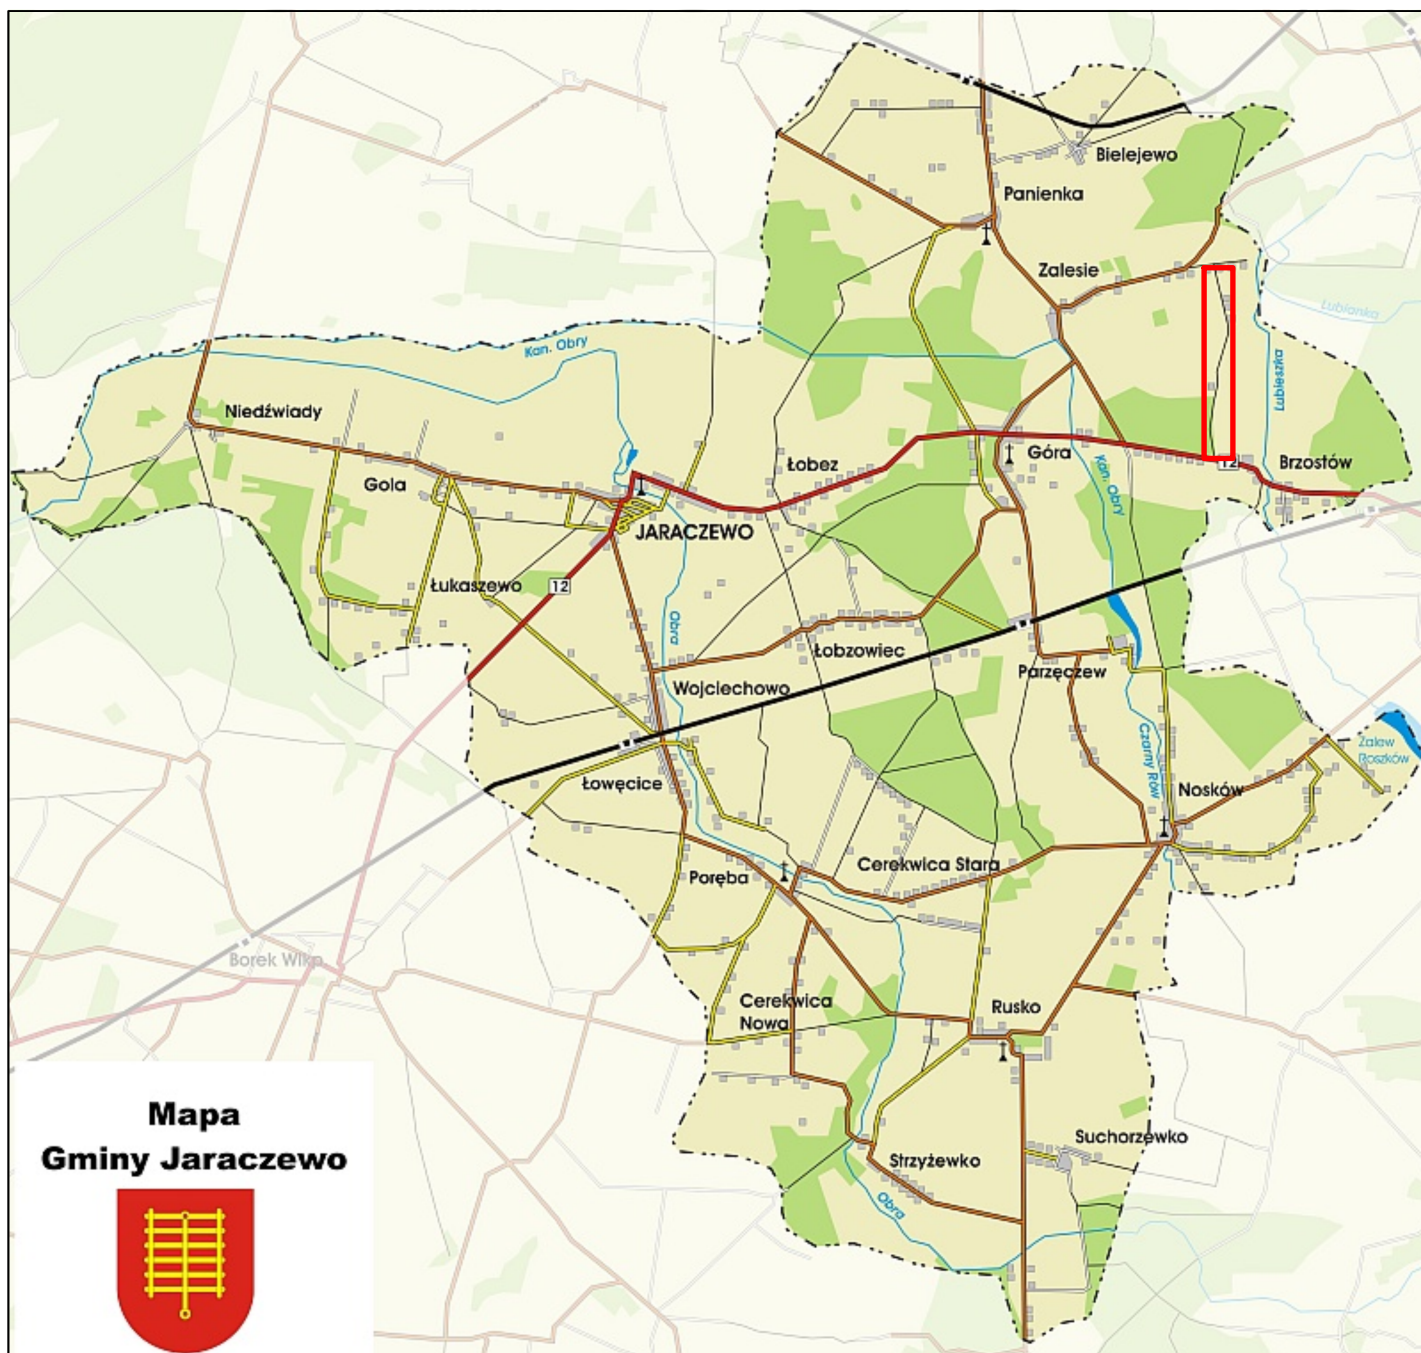 Bielejewo
Panienka
Zalesie
Lubianka
Kan. Obry
Lubieszka
Niedźwiady
Góra
Łobez
Kan. Obry
12
Brzostów
Gola
JARACZEWO
Łukaszewo
12
Obra
Łobzowiec
Parzęczew
Wojciechowo
Czarny Rów
Zalew
Roszków
Łowęcice
Nosków
Cerekwica Stara
Poręba
Borek Wlkp.
Cerekwica
Nowa
Rusko
Mapa
Gminy Jaraczewo
Suchorzewko
Strzyżewko
Obra